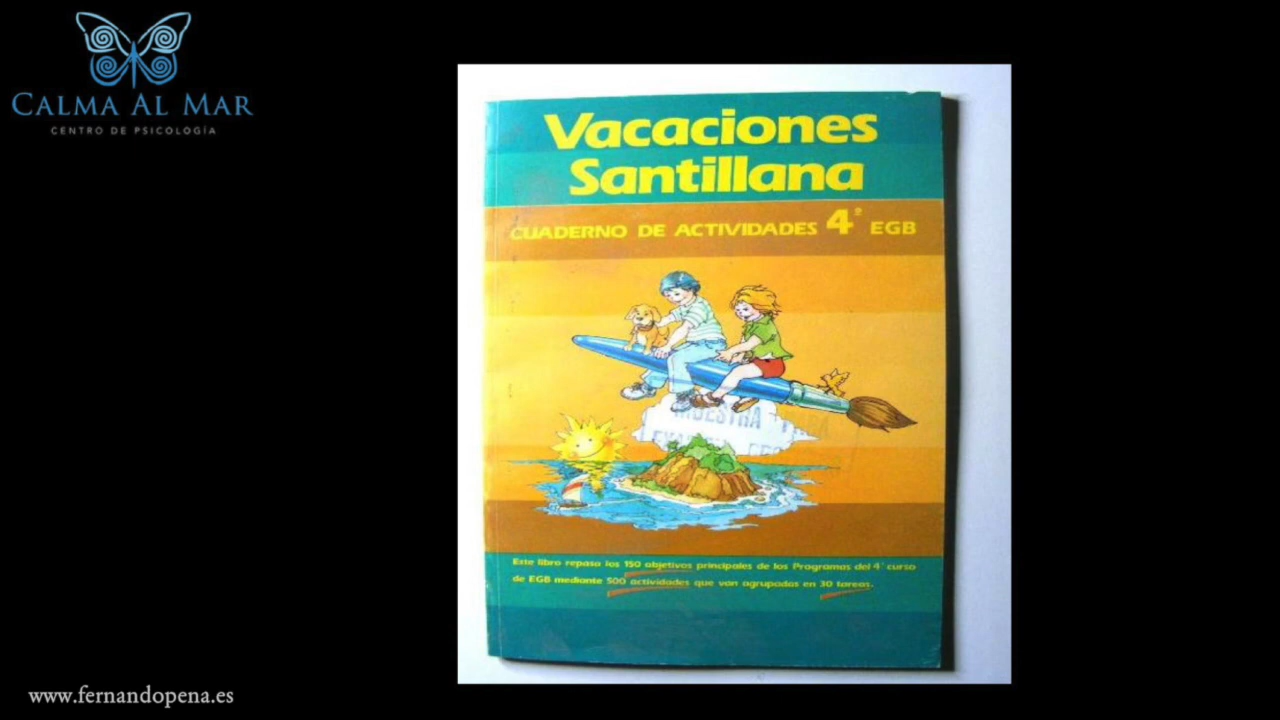 CALMA AL MAR
CENTRO DE PSICOLOGÍA
Vacaciones
Santillana
CUADERNO DE ACTIVIDADES 4º EGB
MUESTRA PARA
Este libro repasa los 150 objetivos principales de los Programas del 4º curso
de EGB mediante 500 actividades que van agrupadas en 30 tareas.
www.fernandopena.es